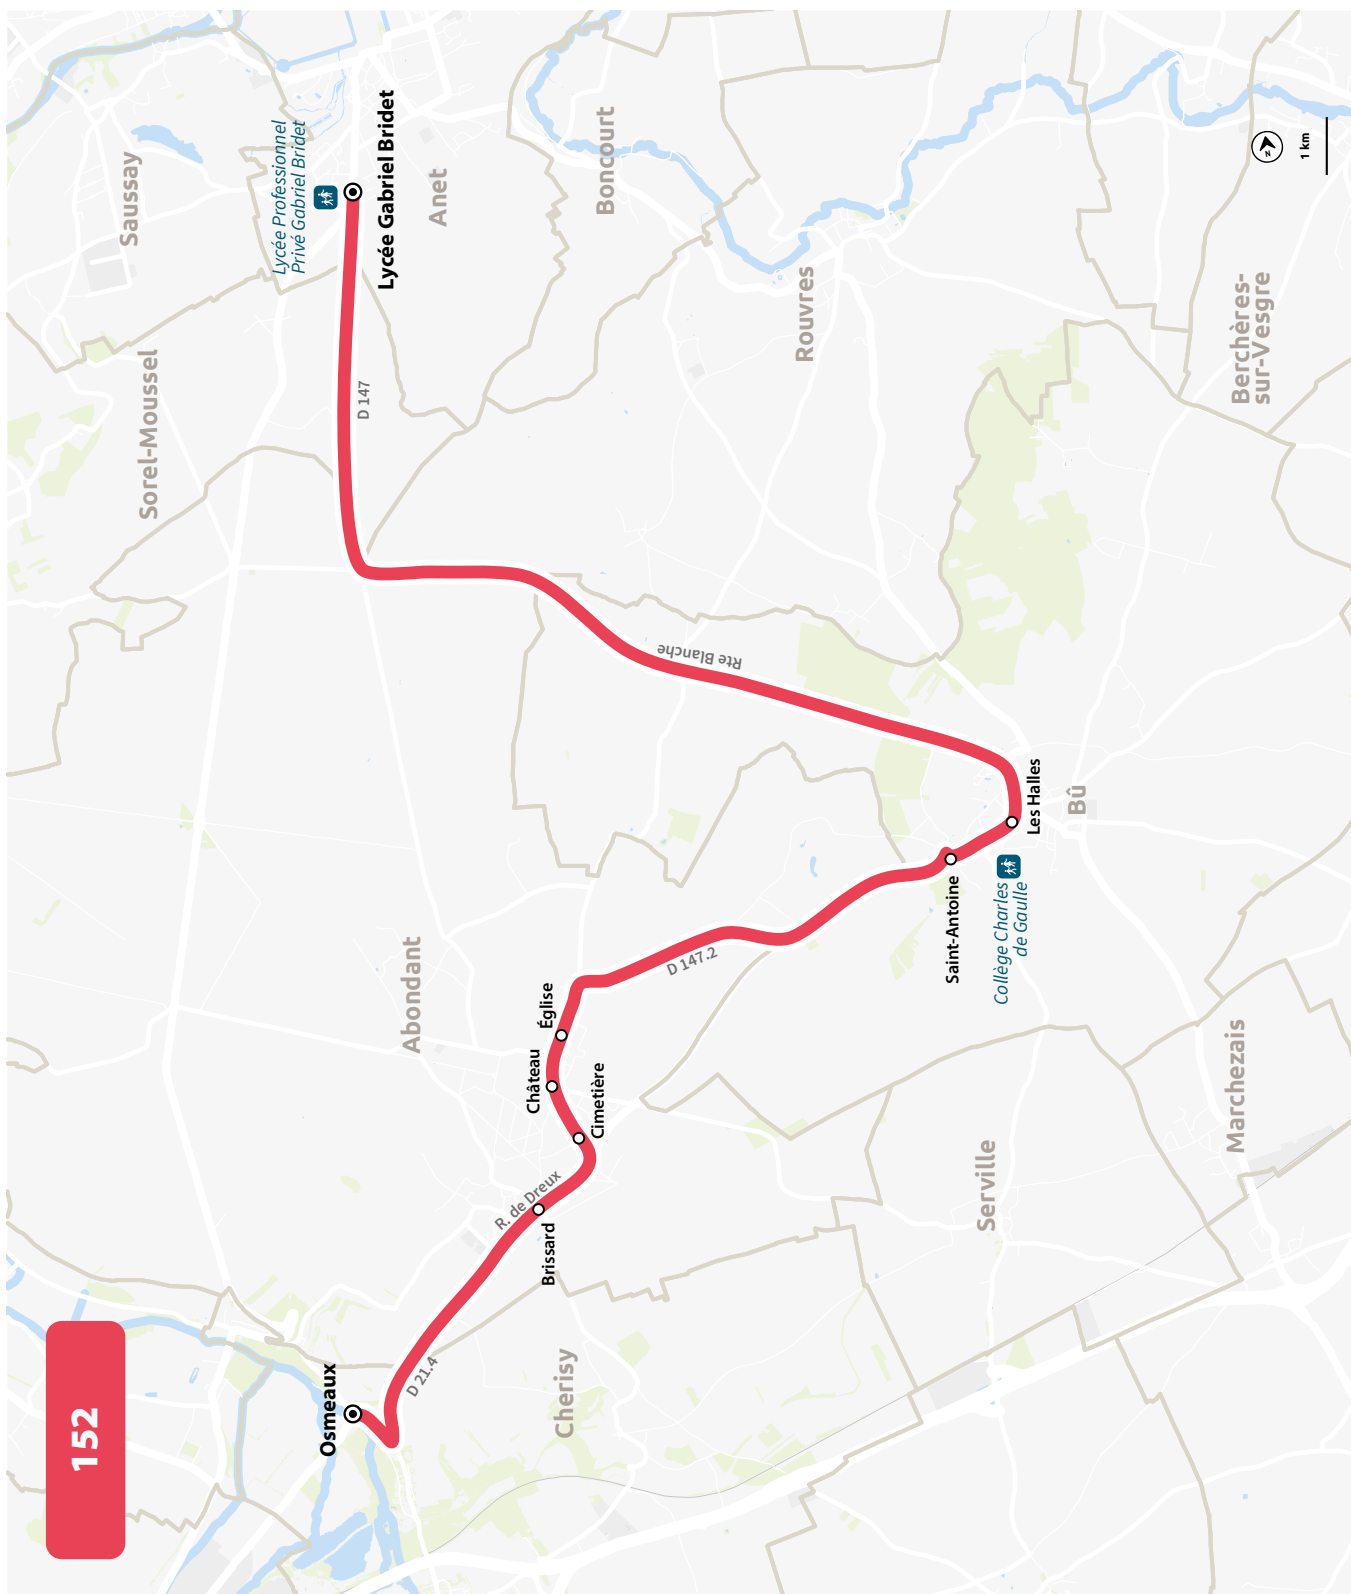 152
Osmeaux
D 21.4
Cherisy
Brissard
R. de Dreux
Cimetière
Château
Église
Abondant
D 147.2
Saint-Antoine
Collège Charles
de Gaulle
Les Halles
Bû
Serville
Marchezais
Rte Blanche
D 147
Sorel-Moussel
Saussay
Lycée Professionnel
Privé Gabriel Bridet
Lycée Gabriel Bridet
Anet
Boncourt
Rouvres
Berchères-
sur-Vesgre
N
1 km